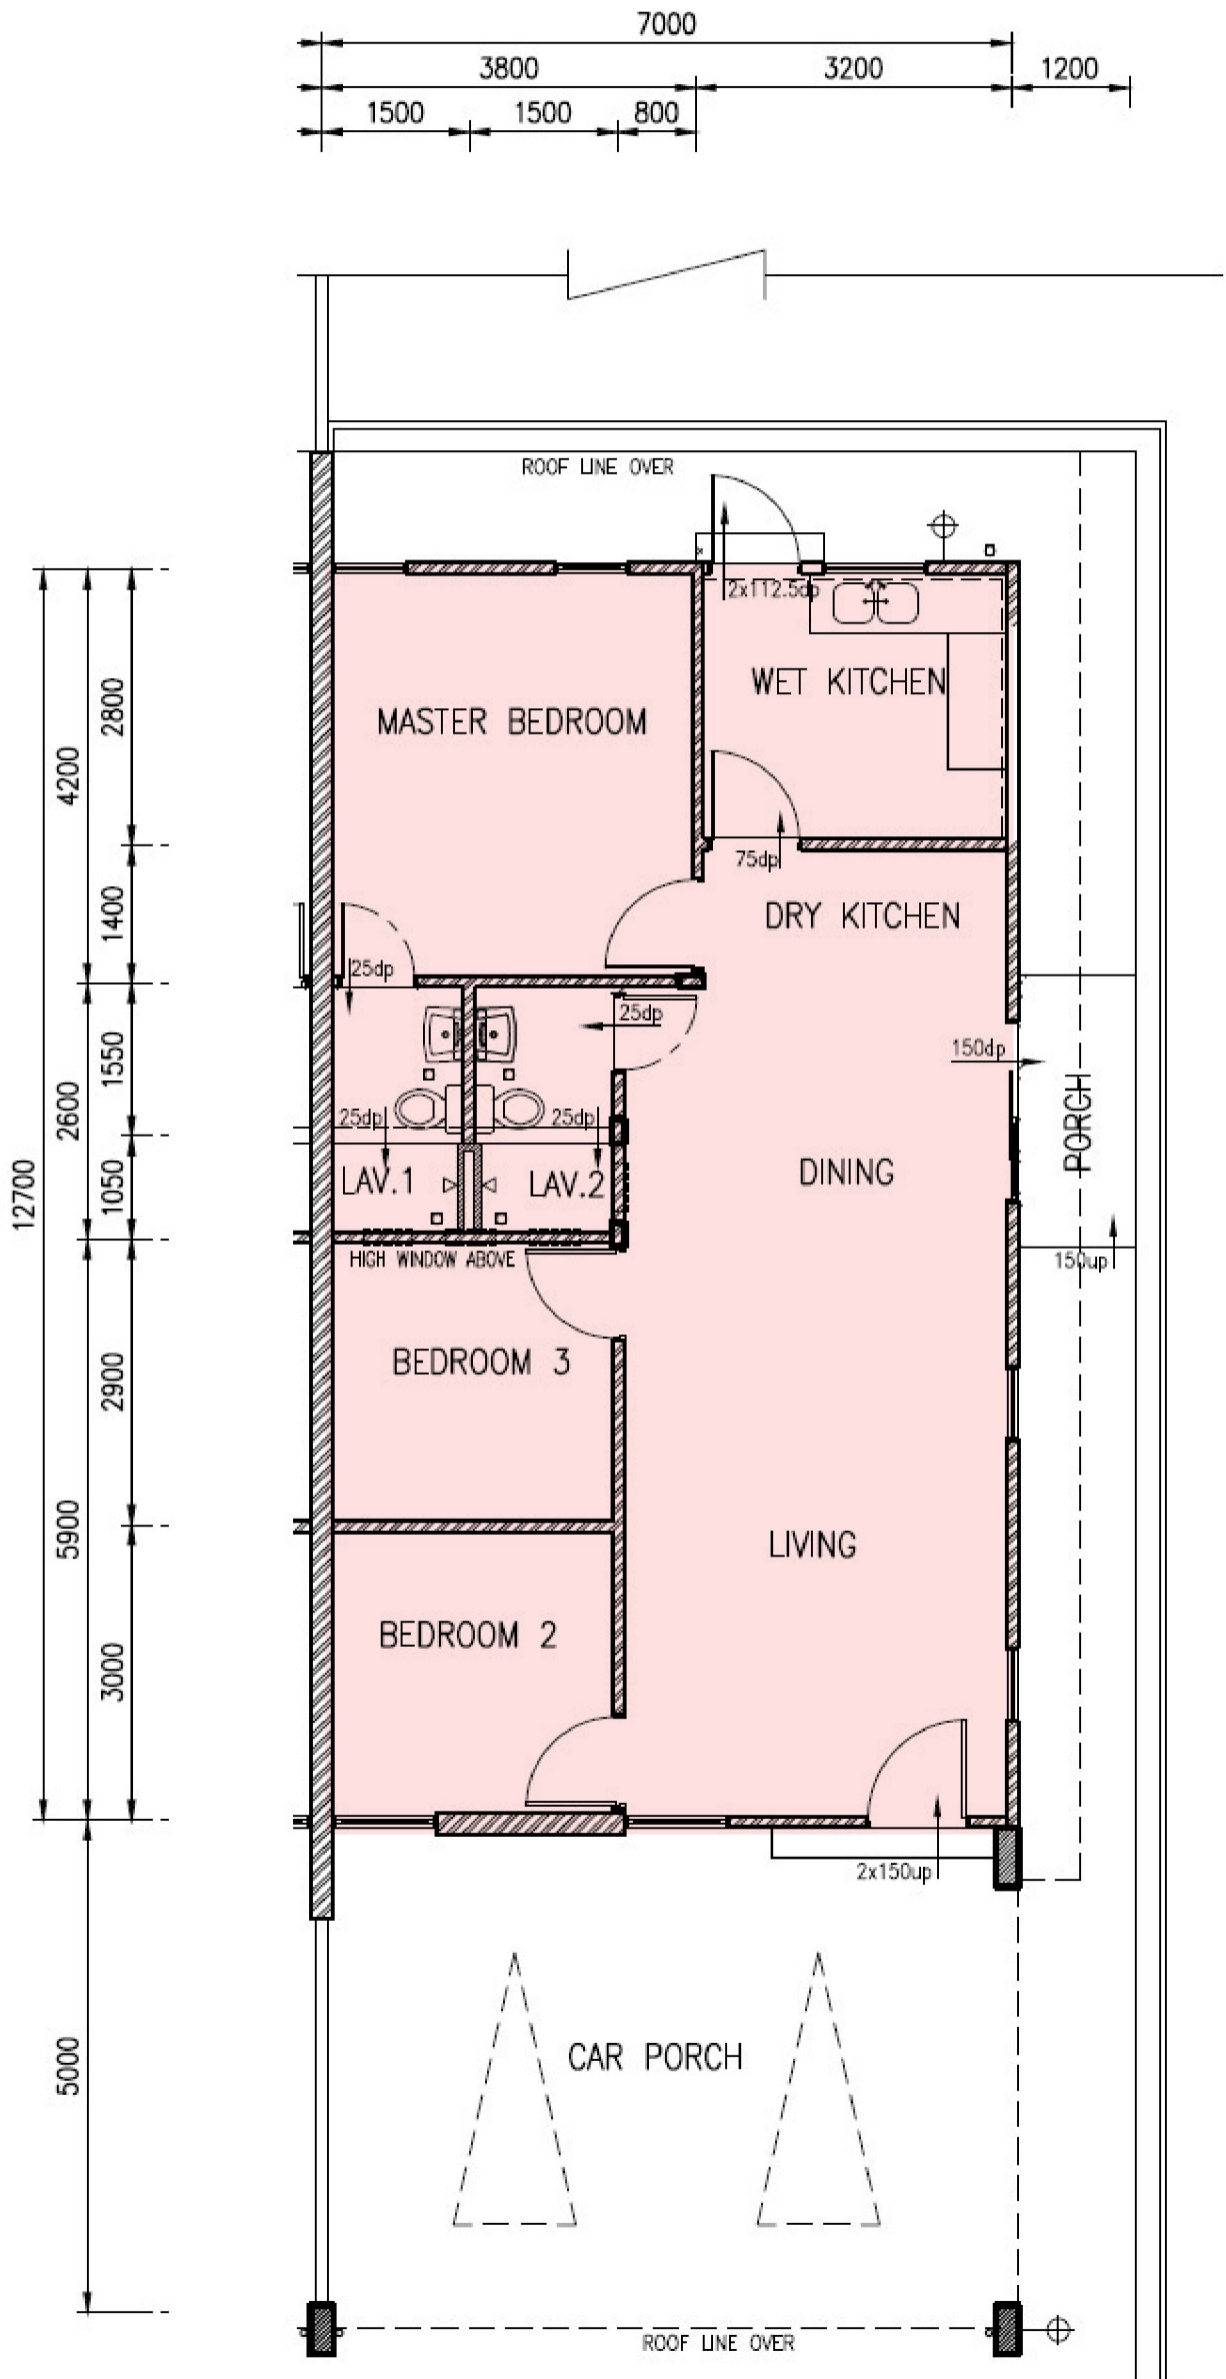 7000
3800
3200
1200
1500
1500
800
ROOF LINE OVER
2x112.5dp
WET KITCHEN
MASTER BEDROOM
2800
4200
75dp
DRY KITCHEN
1400
25dp
25dp
150dp
1550
2600
PORCH
25dp
25dp
DINING
LAV.1
LAV.2
1050
12700
HIGH WINDOW ABOVE
150up
BEDROOM 3
2900
5900
LIVING
BEDROOM 2
3000
2x150up
CAR PORCH
5000
ROOF LINE OVER